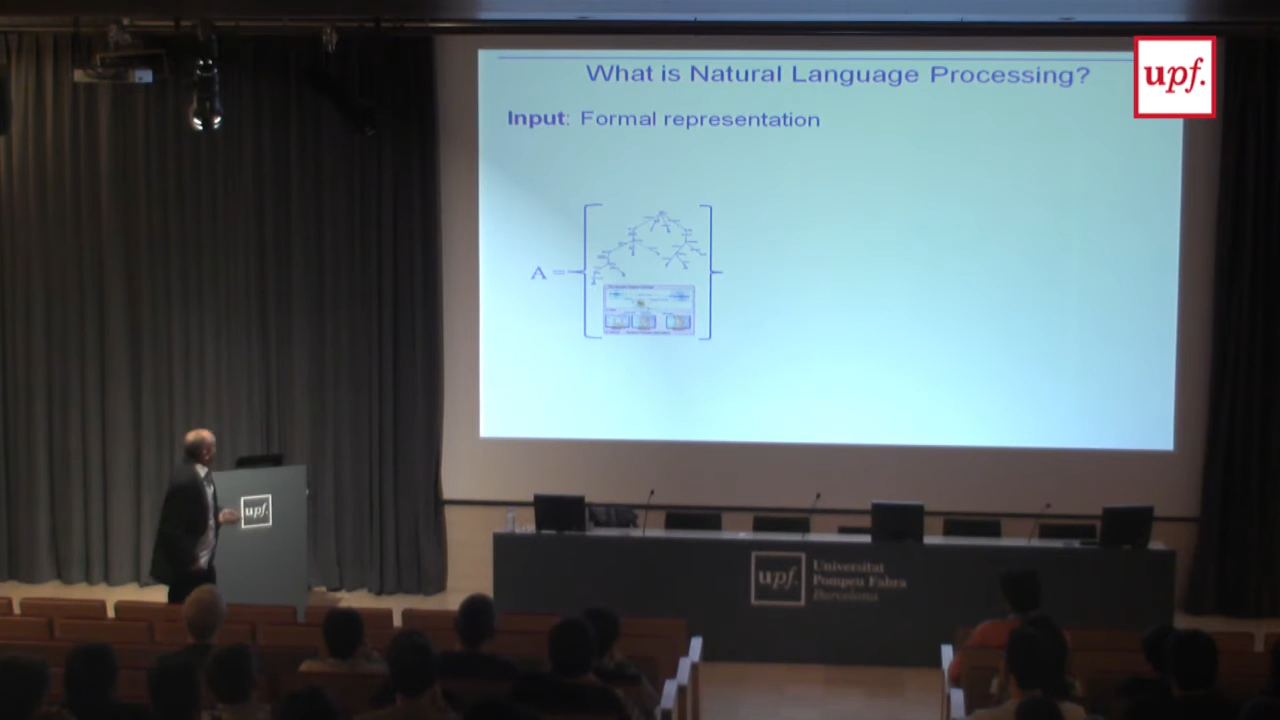 What is Natural Language Processing?
upf.
Input: Formal representation
A =
upf.
upf.
Universitat
Pompeu Fabra
Barcelona